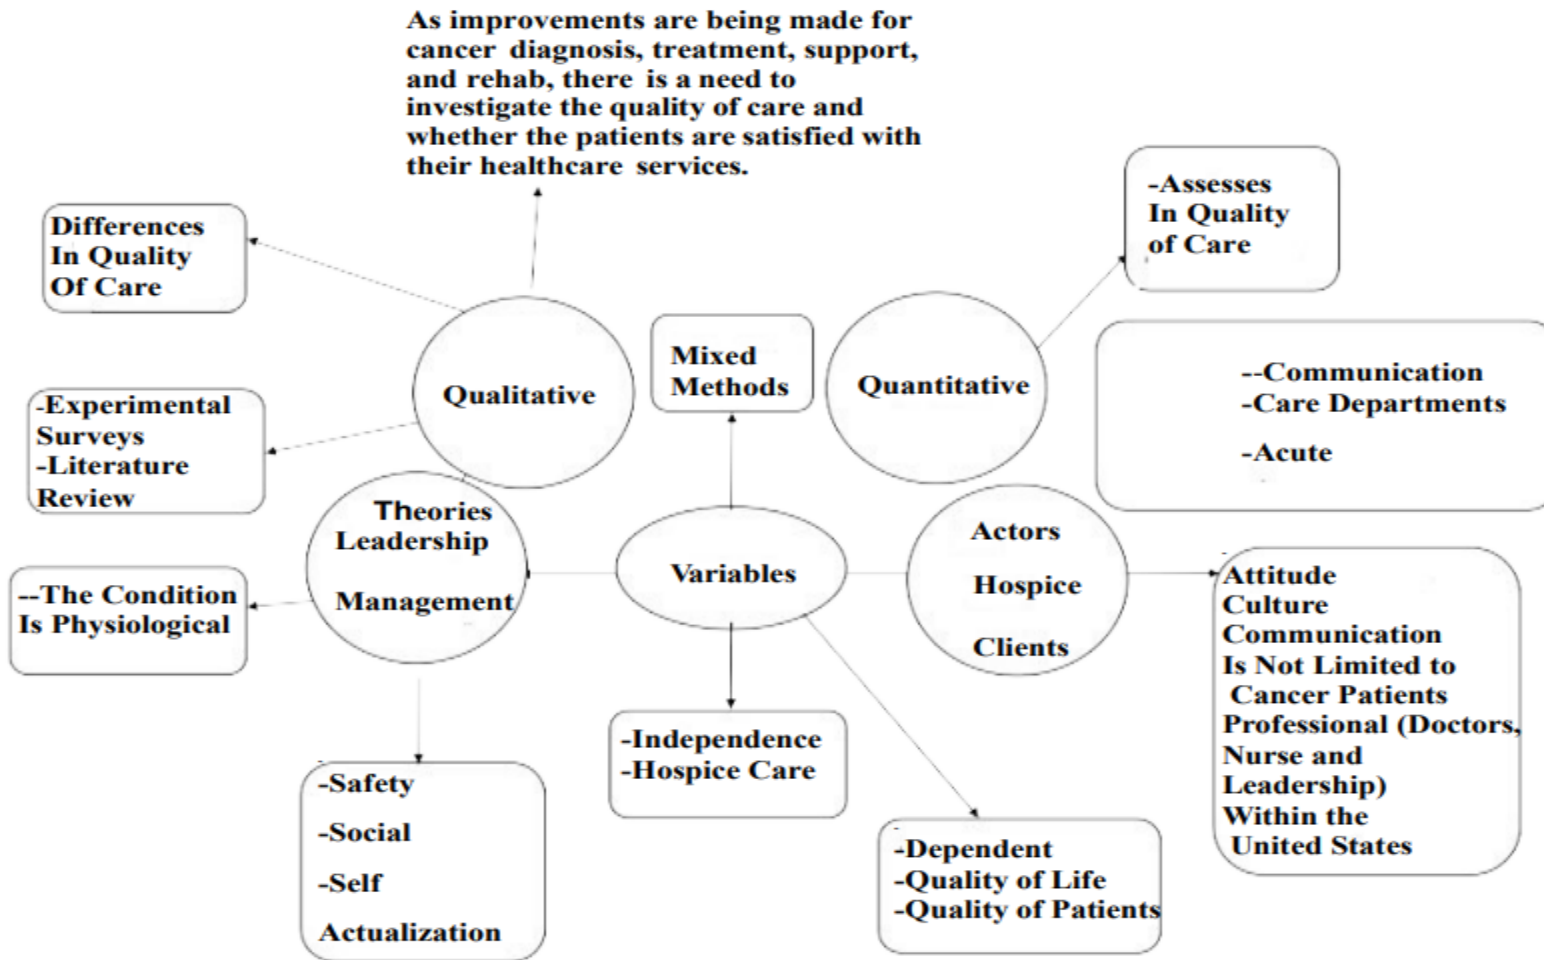 As improvements are being made for
cancer diagnosis, treatment, support,
and rehab, there is a need to
investigate the quality of care and
whether the patients are satisfied with
their healthcare services.
-Assesses
In Quality
of Care
Differences
In Quality
Of Care
Qualitative
Mixed
Methods
Quantitative
--Communication
-Care Departments
-Acute
-Experimental
Surveys
-Literature
Review
Theories
Leadership
Management
Variables
Actors
Hospice
Clients
--The Condition
Is Physiological
Attitude
Culture
Communication
Is Not Limited to
Cancer Patients
Professional (Doctors,
Nurse and
Leadership)
Within the
United States
-Safety
-Social
-Self
Actualization
-Independence
-Hospice Care
-Dependent
-Quality of Life
-Quality of Patients